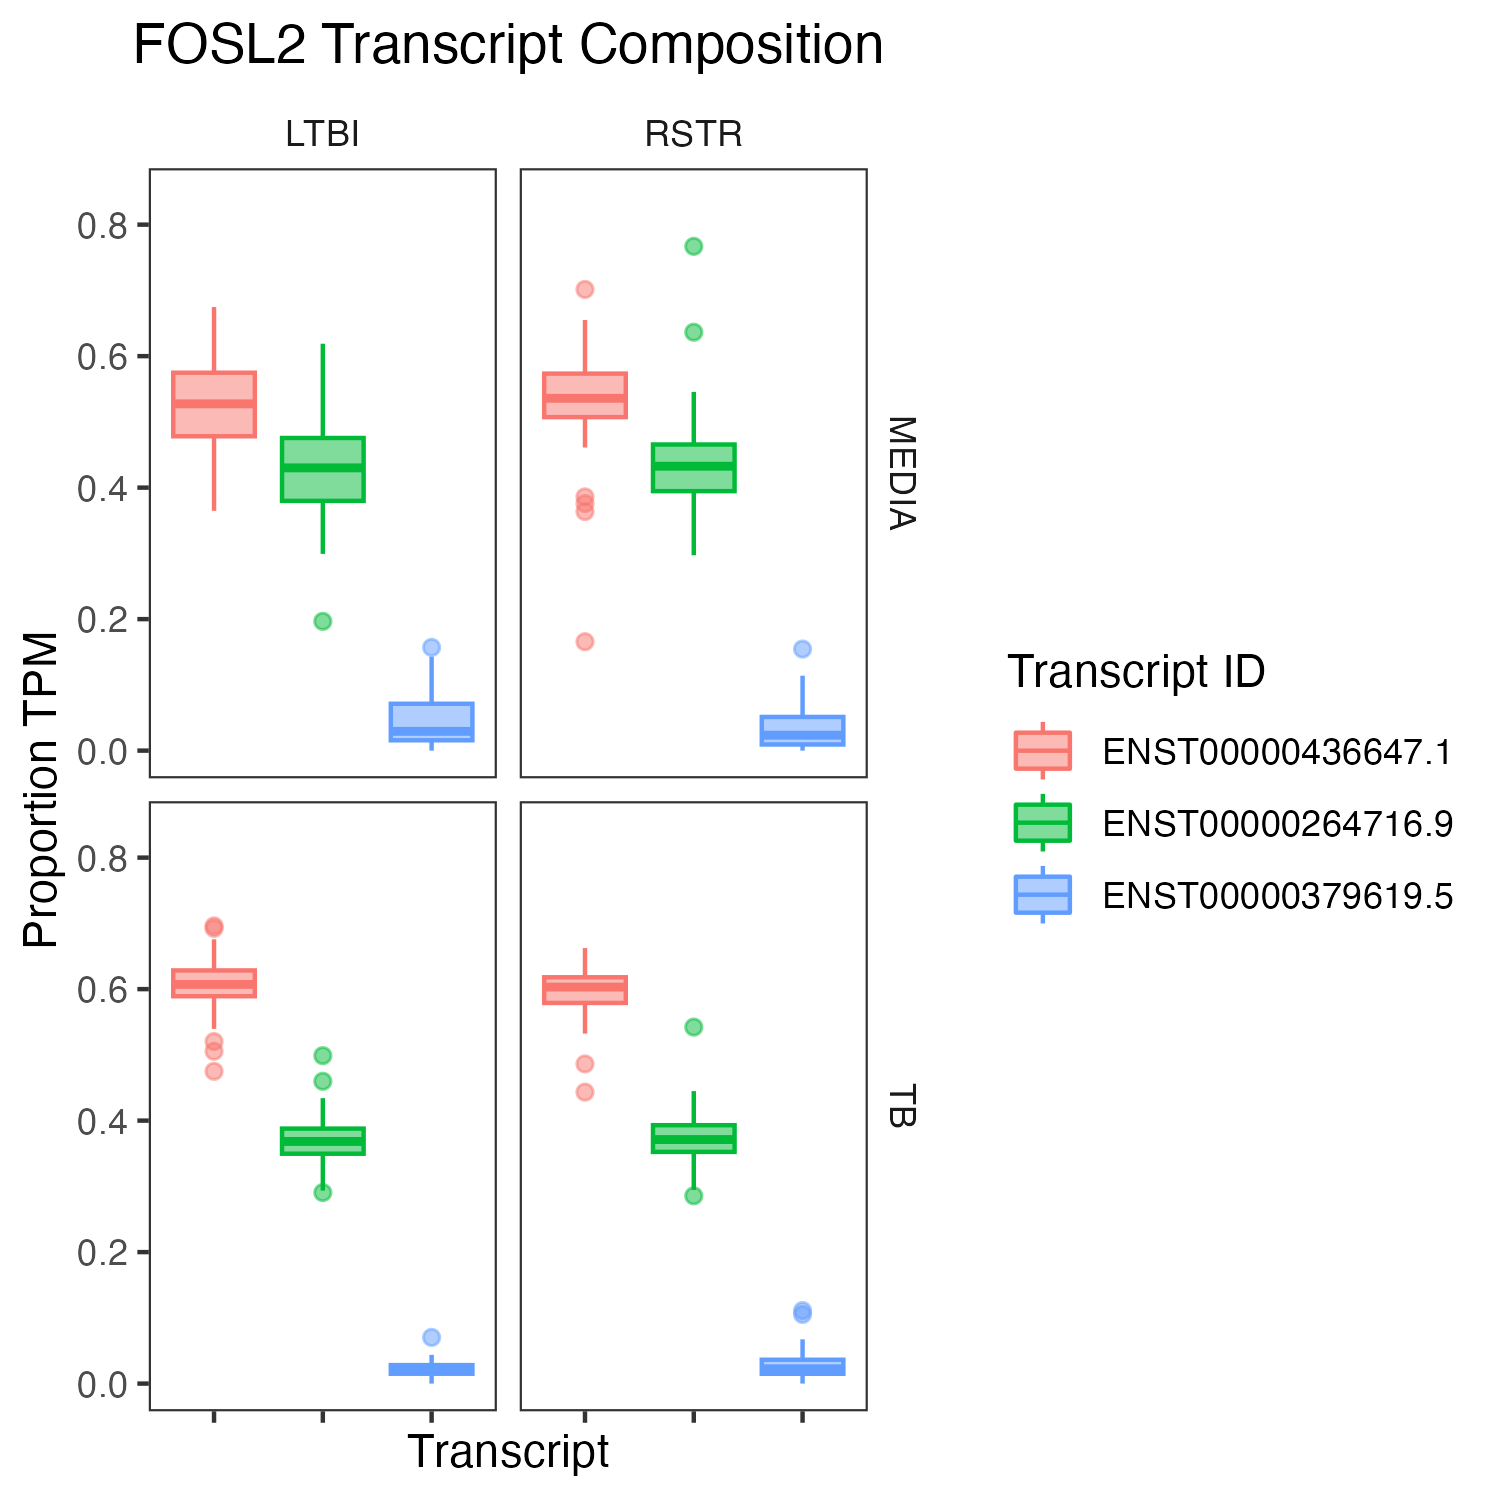 FOSL2 Transcript Composition
LTBI
RSTR
0.8
0.6
0.4
0.2
0.0
MEDIA
0.8
0.6
0.4
0.2
0.0
TB
Proportion TPM
Transcript
Transcript ID
ENST00000436647.1
ENST00000264716.9
ENST00000379619.5